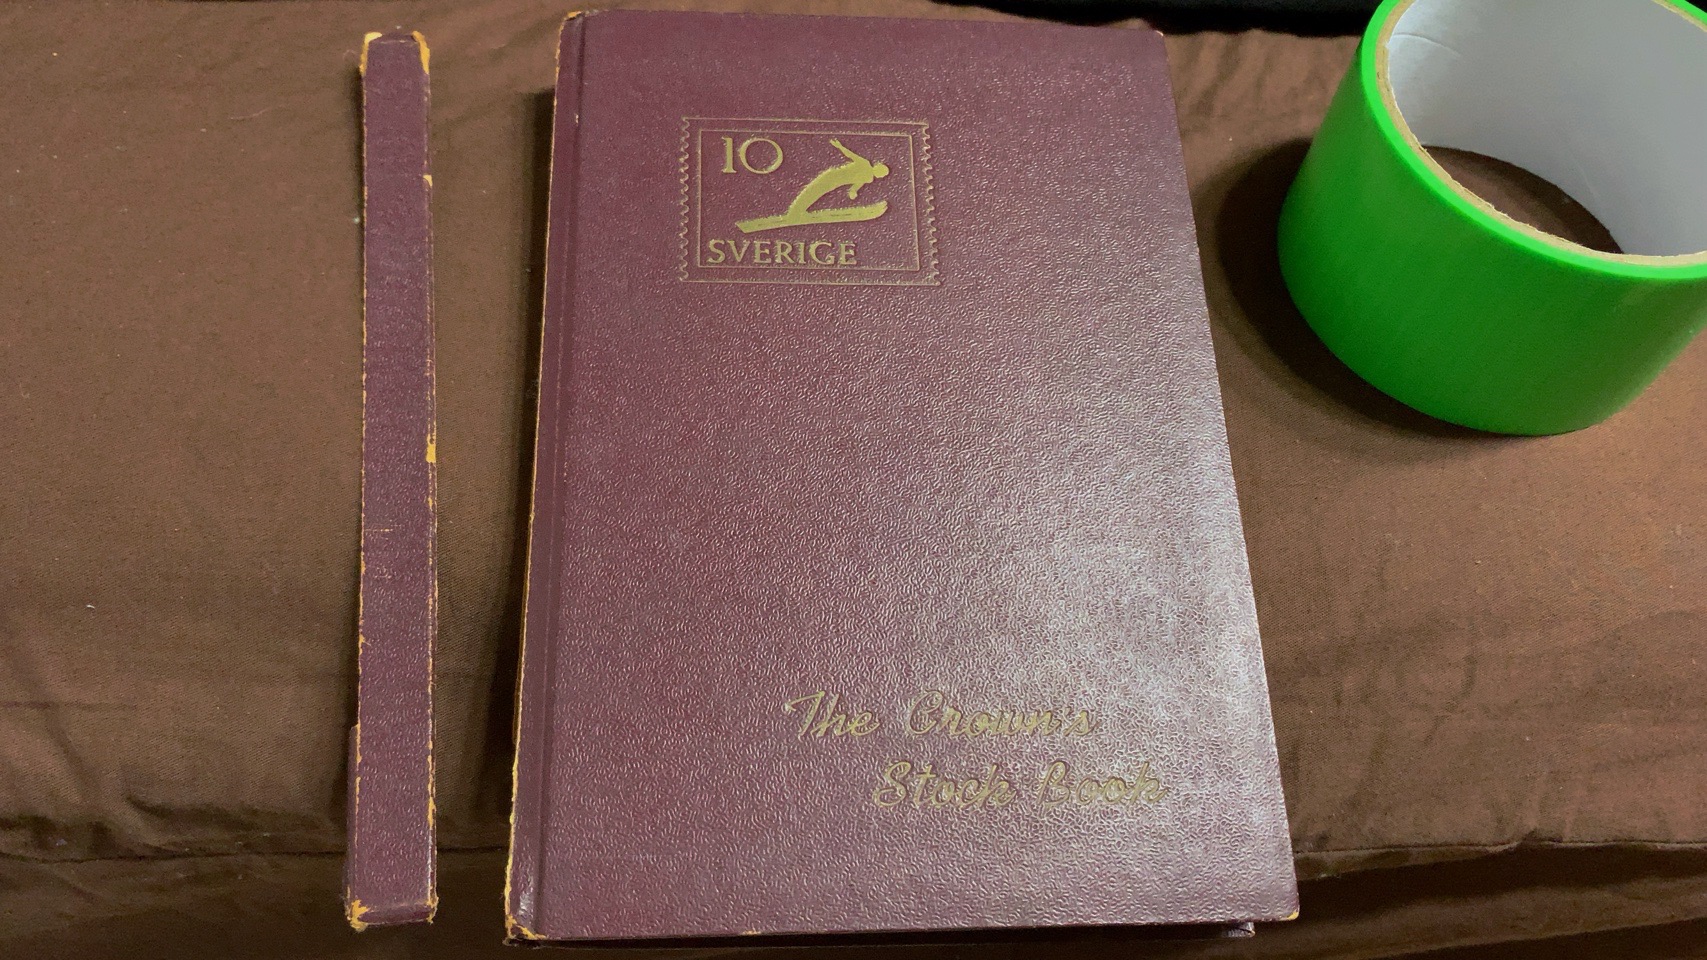 10
SVERIGE
The Crown's
Stock Book